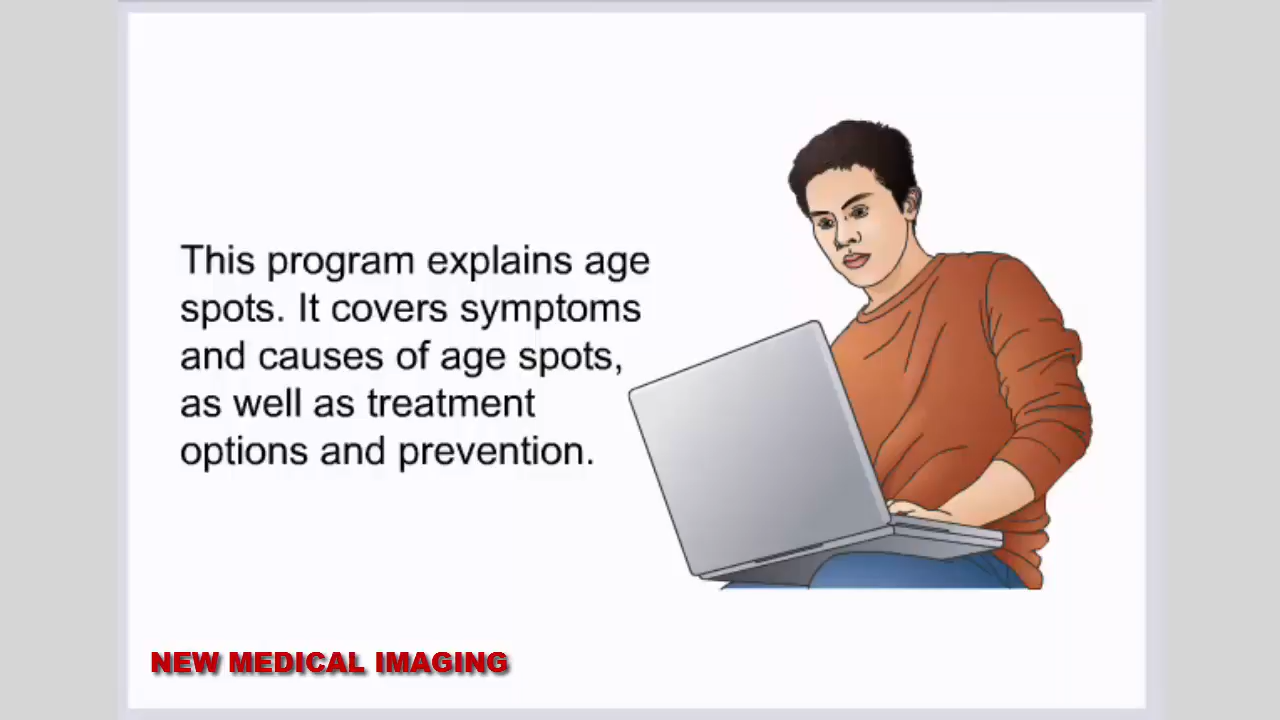 This program explains age
spots. It covers symptoms
and causes of age spots,
as well as treatment
options and prevention.
NEW MEDICAL IMAGING